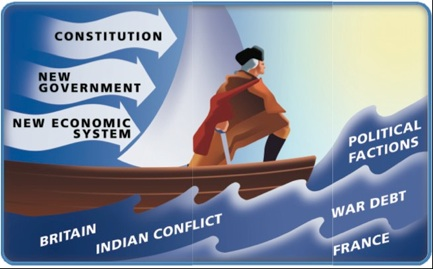 CONSTITUTION
NEW
GOVERNMENT
NEW ECONOMIC
SYSTEM
POLITICAL
FACTIONS
WAR DEBT
BRITAIN
INDIAN CONFLICT
FRANCE